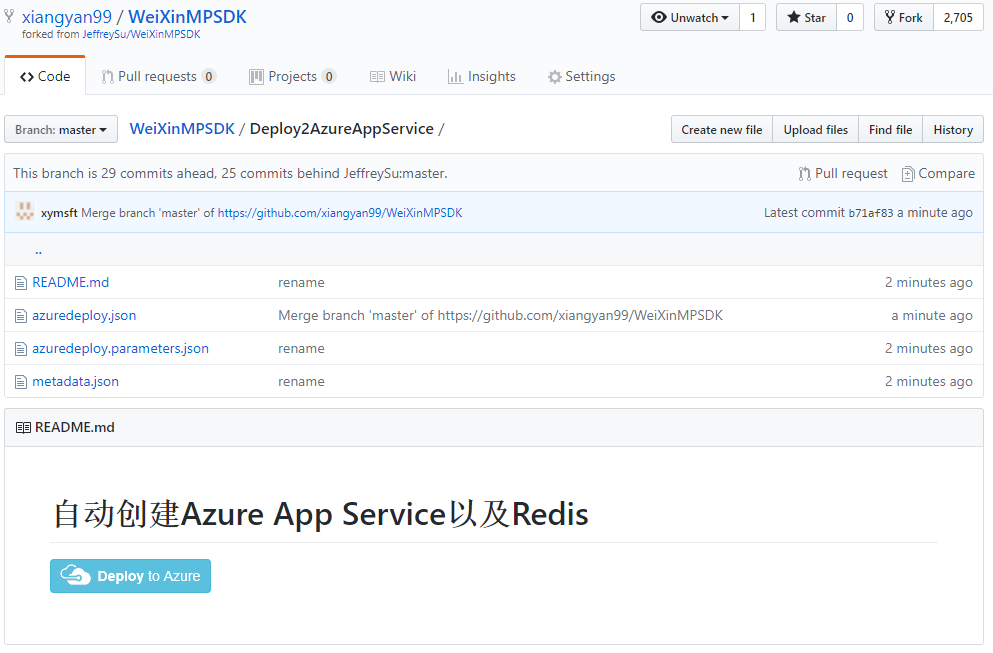 xiangyan99 / WeiXinMPSDK
forked from JeffreySu/WeiXinMPSDK
Unwatch 1 Star 0 Fork 2,705
Code Pull requests 0 Projects 0 Wiki Insights Settings
Branch: master WeiXinMPSDK / Deploy2AzureAppService / Create new file Upload files Find file History
This branch is 29 commits ahead, 25 commits behind JeffreySu:master. Pull request Compare
xymsft Merge branch 'master' of https://github.com/xiangyan99/WeiXinMPSDK Latest commit b71af83 a minute ago
..
README.md rename 2 minutes ago
azuredeploy.json Merge branch 'master' of https://github.com/xiangyan99/WeiXinMPSDK a minute ago
azuredeploy.parameters.json rename 2 minutes ago
metadata.json rename 2 minutes ago
README.md
自动创建Azure App Service以及Redis
Deploy to Azure